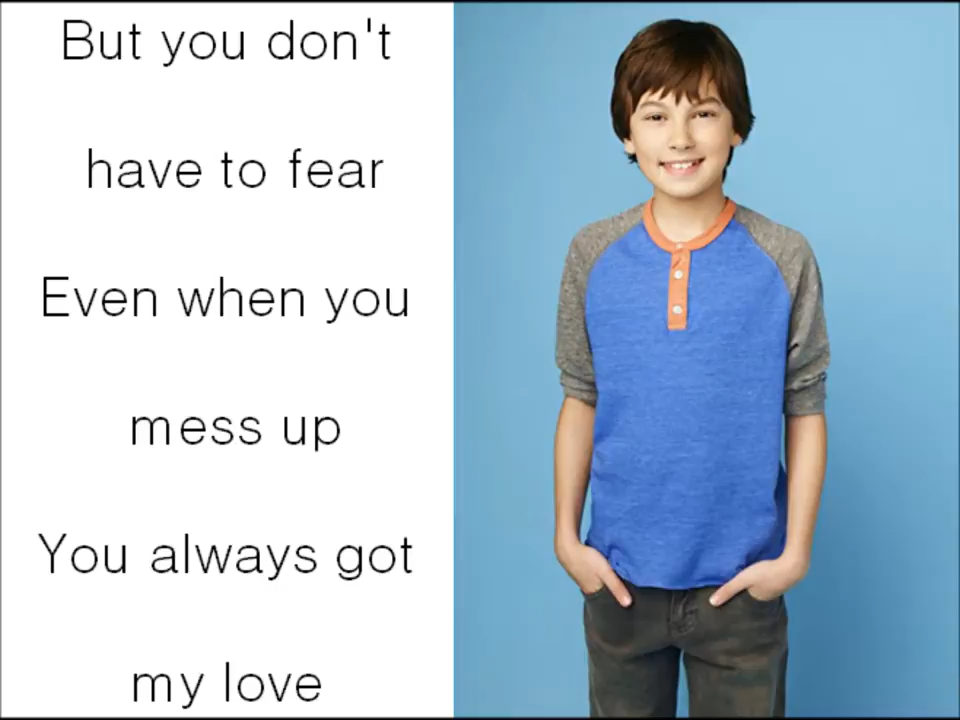 But you don't
have to fear
Even when you
mess up
You always got
my love